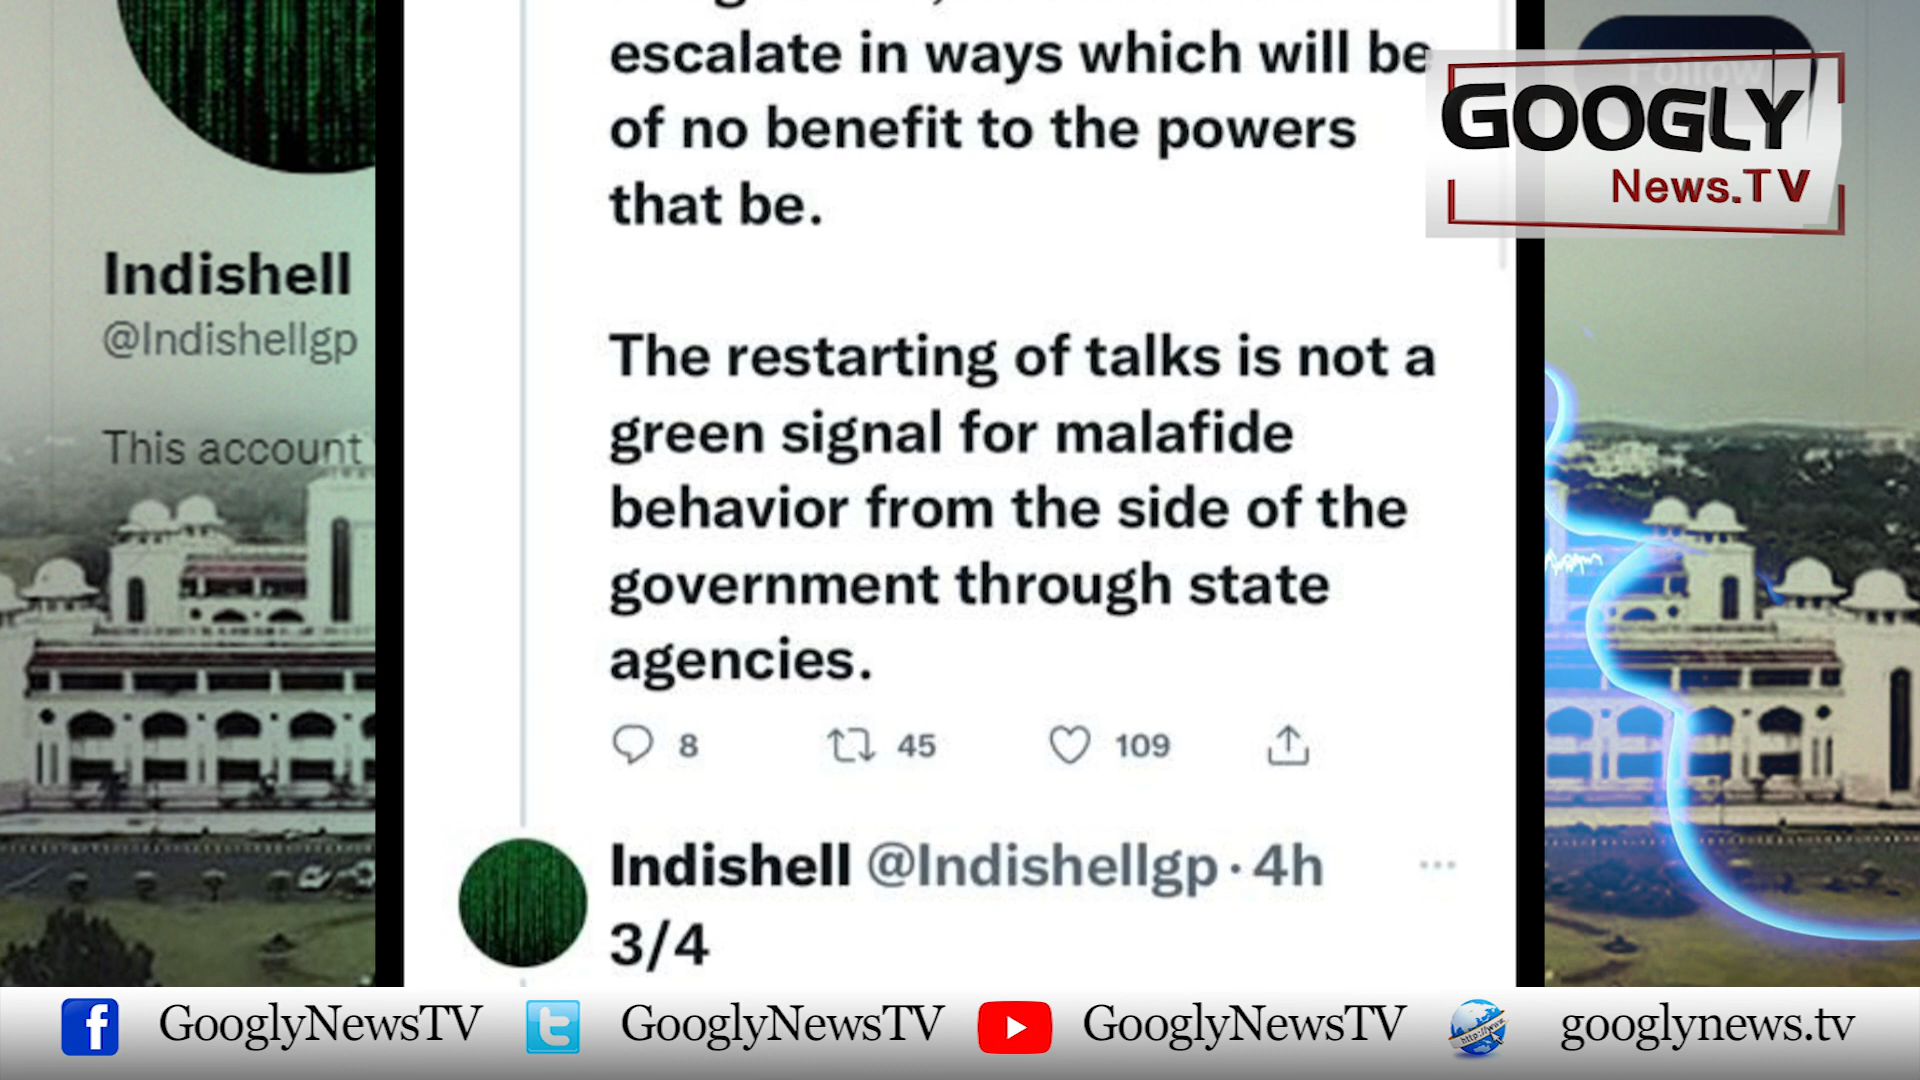 escalate in ways which will be
of no benefit to the powers
that be.
The restarting of talks is not a
green signal for malafide
behavior from the side of the
government through state
agencies.
8 45 109
Indishell @Indishellgp · 4h
3/4
Indishell
@Indishellgp
This account
Follow
GOOGLY
News.TV
GooglyNewsTV GooglyNewsTV GooglyNewsTV googlynews.tv